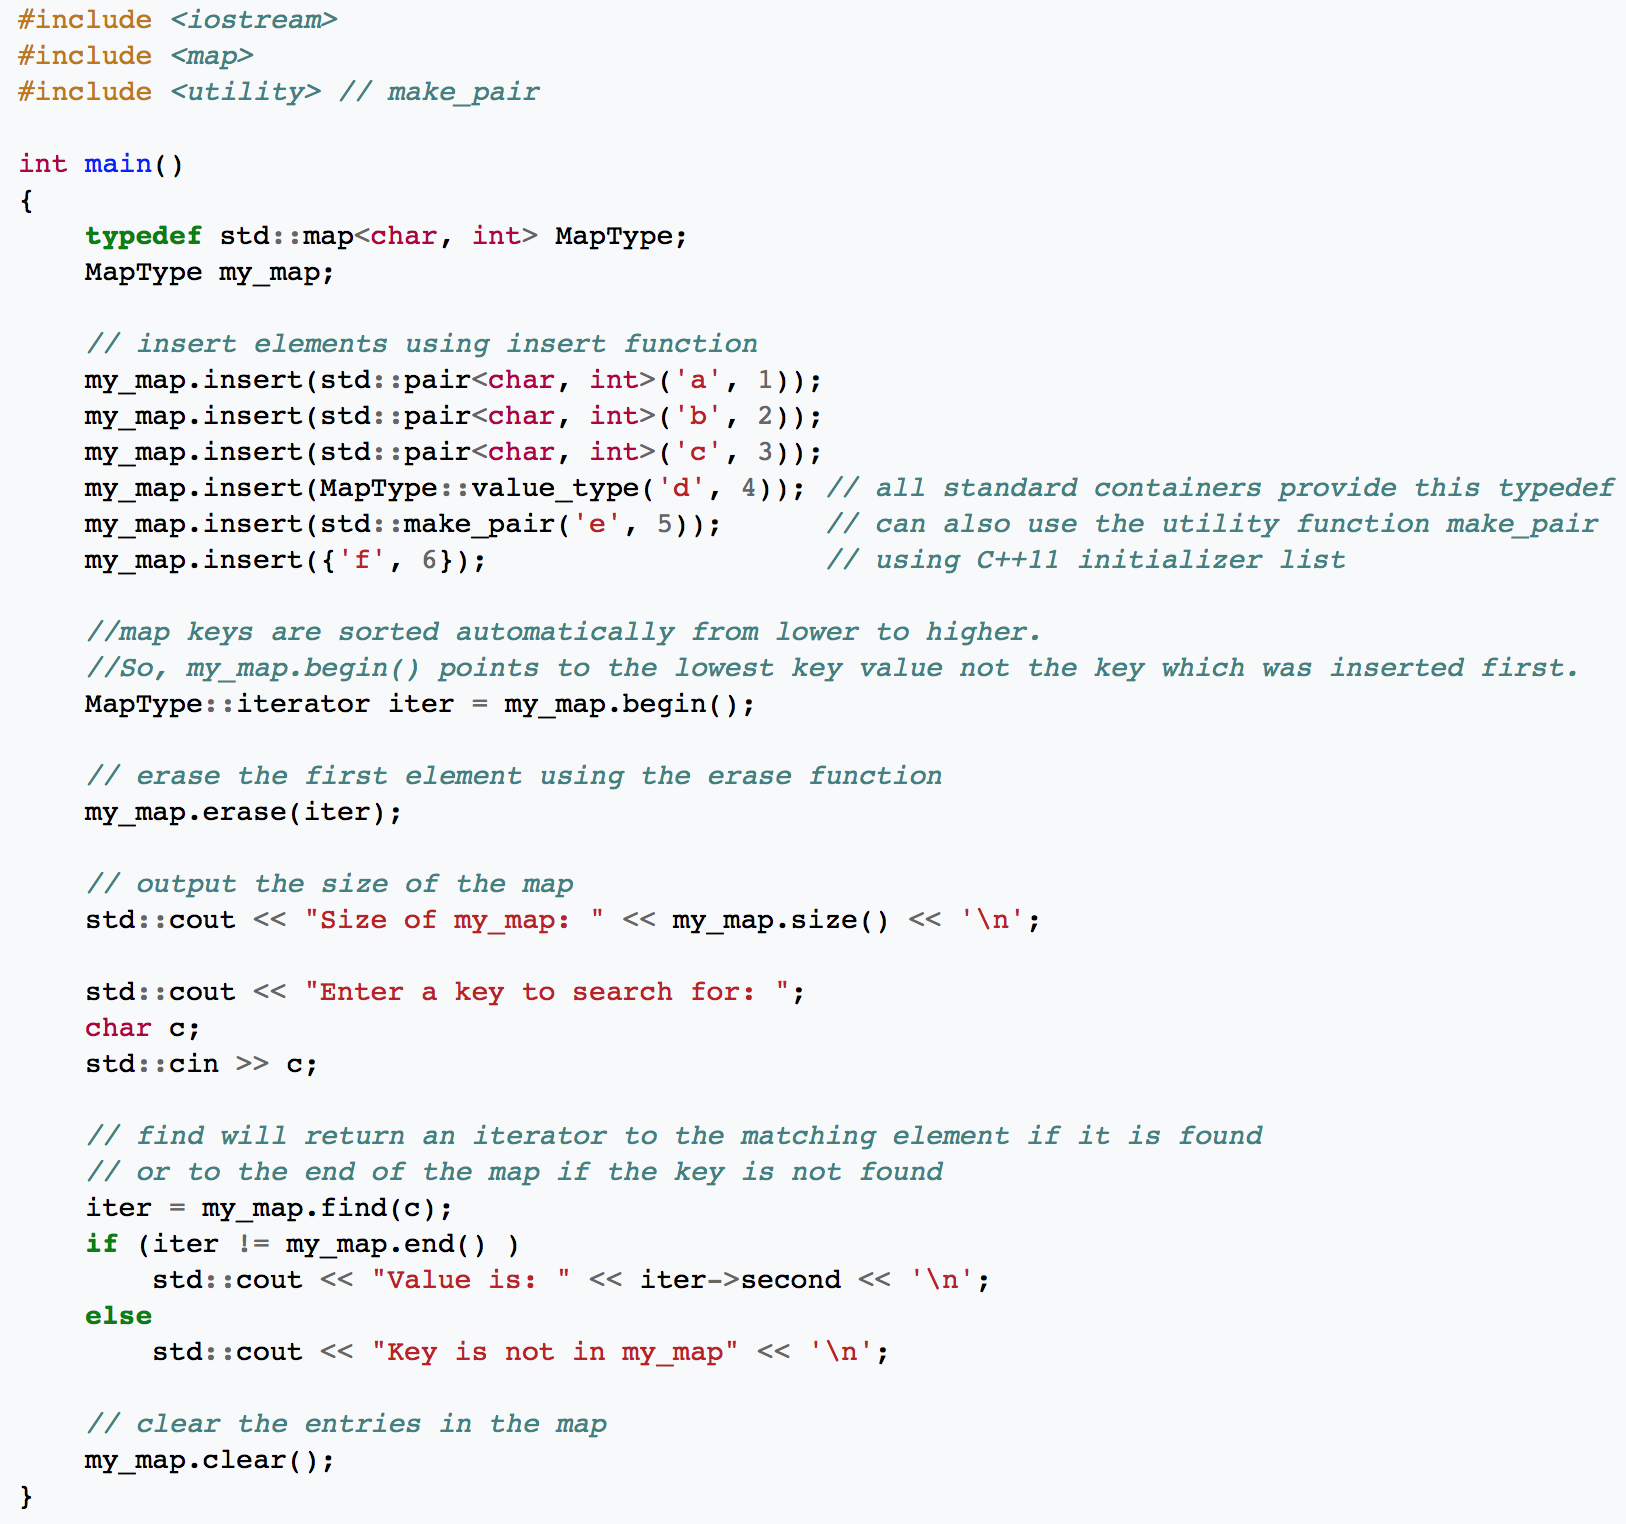 #include <iostream>
#include <map>
#include <utility> // make_pair

int main()
{
    typedef std::map<char, int> MapType;
    MapType my_map;

    // insert elements using insert function
    my_map.insert(std::pair<char, int>('a', 1));
    my_map.insert(std::pair<char, int>('b', 2));
    my_map.insert(std::pair<char, int>('c', 3));
    my_map.insert(MapType::value_type('d', 4)); // all standard containers provide this typedef
    my_map.insert(std::make_pair('e', 5));      // can also use the utility function make_pair
    my_map.insert({'f', 6});                    // using C++11 initializer list

    //map keys are sorted automatically from lower to higher.
    //So, my_map.begin() points to the lowest key value not the key which was inserted first.
    MapType::iterator iter = my_map.begin();

    // erase the first element using the erase function
    my_map.erase(iter);

    // output the size of the map
    std::cout << "Size of my_map: " << my_map.size() << '\n';

    std::cout << "Enter a key to search for: ";
    char c;
    std::cin >> c;

    // find will return an iterator to the matching element if it is found
    // or to the end of the map if the key is not found
    iter = my_map.find(c);
    if (iter != my_map.end() )
        std::cout << "Value is: " << iter->second << '\n';
    else
        std::cout << "Key is not in my_map" << '\n';

    // clear the entries in the map
    my_map.clear();
}